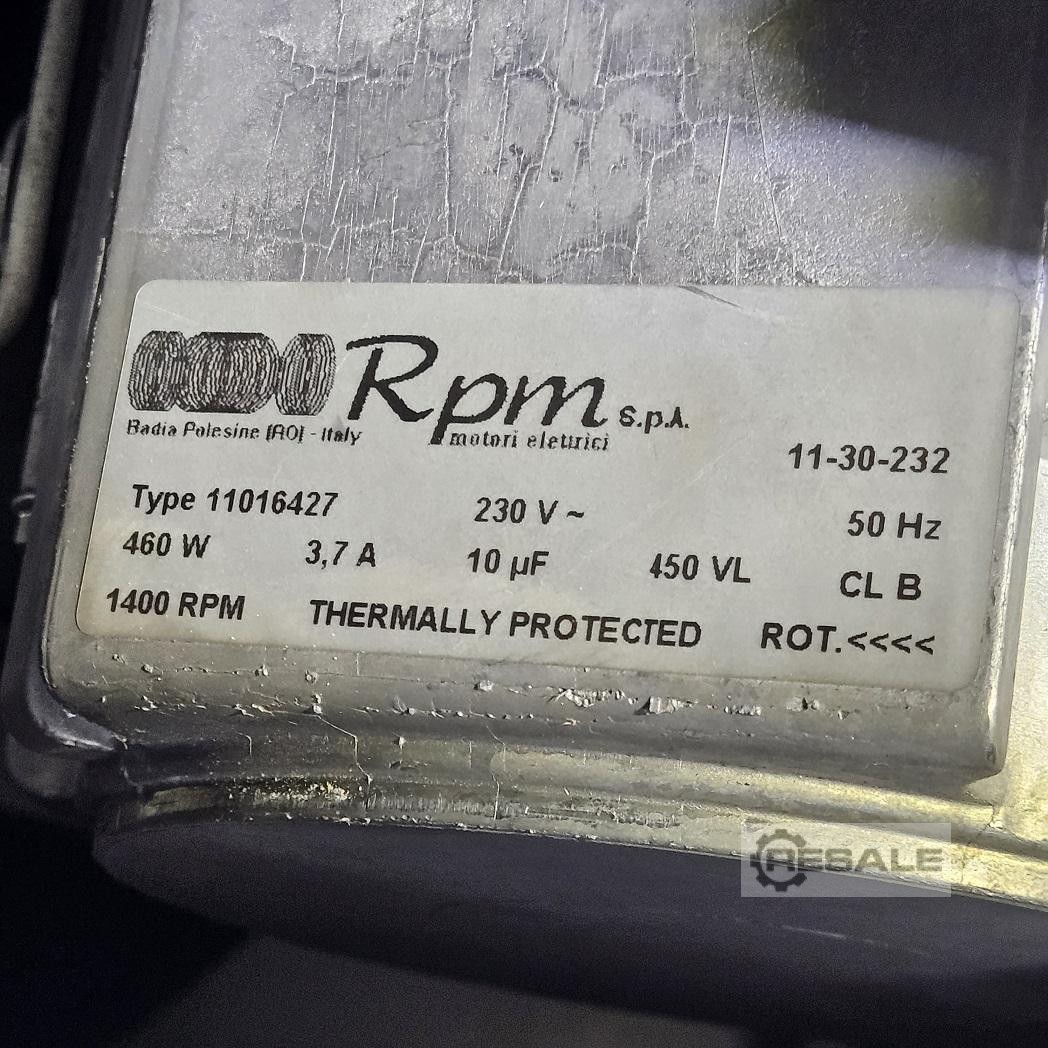 Rpm s.p.A.
Badia Polesine (RO) - Italy motori elettrici
11-30-232
Type 11016427 230 V ~ 50 Hz
460 W 3,7 A 10 µF 450 VL CL B
1400 RPM THERMALLY PROTECTED ROT.<<<<
RESALE